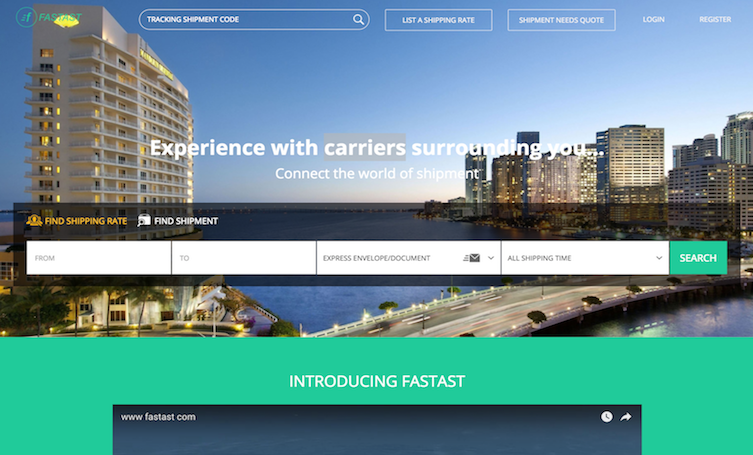 FASTAST
TRACKING SHIPMENT CODE
LIST A SHIPPING RATE
SHIPMENT NEEDS QUOTE
LOGIN
REGISTER
Experience with carriers surrounding you...
Connect the world of shipment
FIND SHIPPING RATE
FIND SHIPMENT
FROM
TO
EXPRESS ENVELOPE/DOCUMENT
ALL SHIPPING TIME
SEARCH
INTRODUCING FASTAST
www fastast com